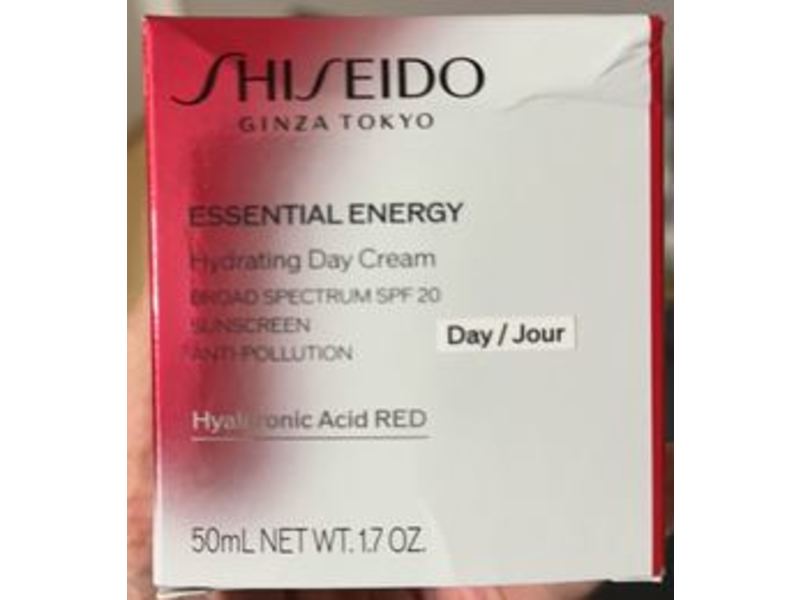 SHISEIDO
GINZA TOKYO
ESSENTIAL ENERGY
Hydrating Day Cream
BROAD SPECTRUM SPF 20
SUNSCREEN
ANTI-POLLUTION
Day / Jour
Hyaluronic Acid RED
50mL NET WT. 1.7 OZ.